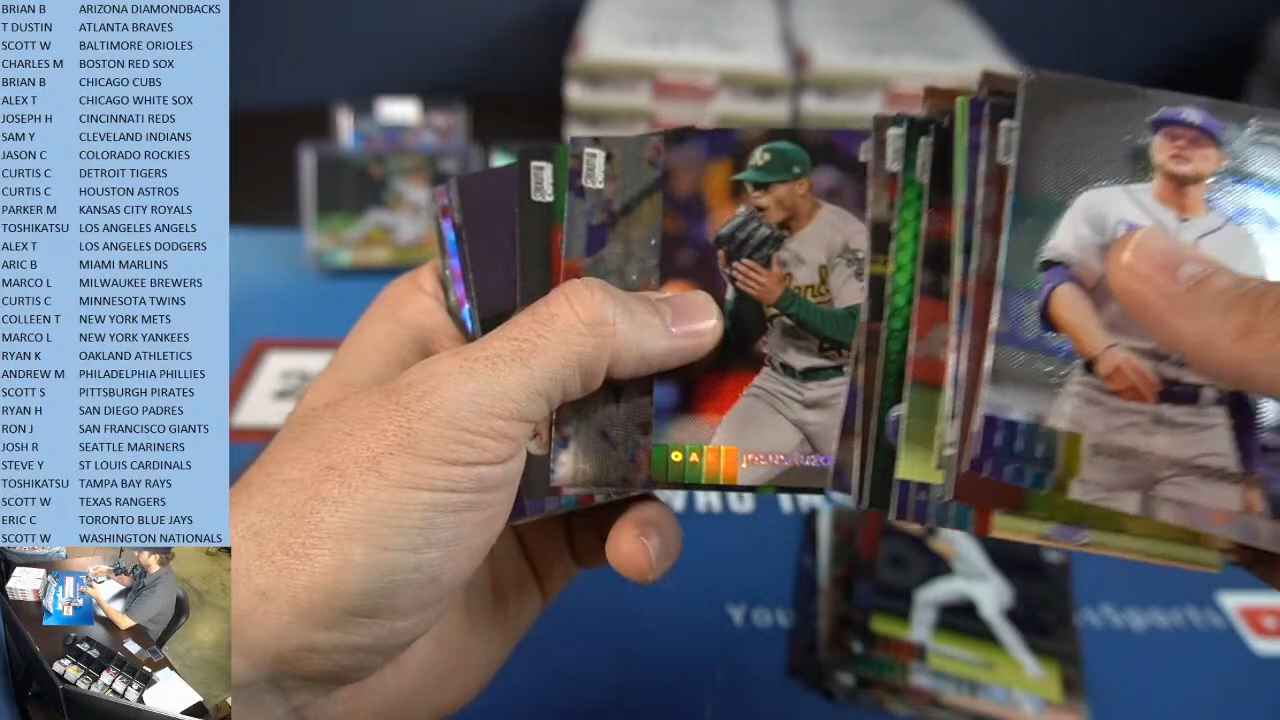 BRIAN B ARIZONA DIAMONDBACKS
T DUSTIN ATLANTA BRAVES
SCOTT W BALTIMORE ORIOLES
CHARLES M BOSTON RED SOX
BRIAN B CHICAGO CUBS
ALEX T CHICAGO WHITE SOX
JOSEPH H CINCINNATI REDS
SAM Y CLEVELAND INDIANS
JASON C COLORADO ROCKIES
CURTIS C DETROIT TIGERS
CURTIS C HOUSTON ASTROS
PARKER M KANSAS CITY ROYALS
TOSHIKATSU LOS ANGELES ANGELS
ALEX T LOS ANGELES DODGERS
ARIC B MIAMI MARLINS
MARCO L MILWAUKEE BREWERS
CURTIS C MINNESOTA TWINS
COLLEEN T NEW YORK METS
MARCO L NEW YORK YANKEES
RYAN K OAKLAND ATHLETICS
ANDREW M PHILADELPHIA PHILLIES
SCOTT S PITTSBURGH PIRATES
RYAN H SAN DIEGO PADRES
RON J SAN FRANCISCO GIANTS
JOSH R SEATTLE MARINERS
STEVE Y ST LOUIS CARDINALS
TOSHIKATSU TAMPA BAY RAYS
SCOTT W TEXAS RANGERS
ERIC C TORONTO BLUE JAYS
SCOTT W WASHINGTON NATIONALS
A's
OA